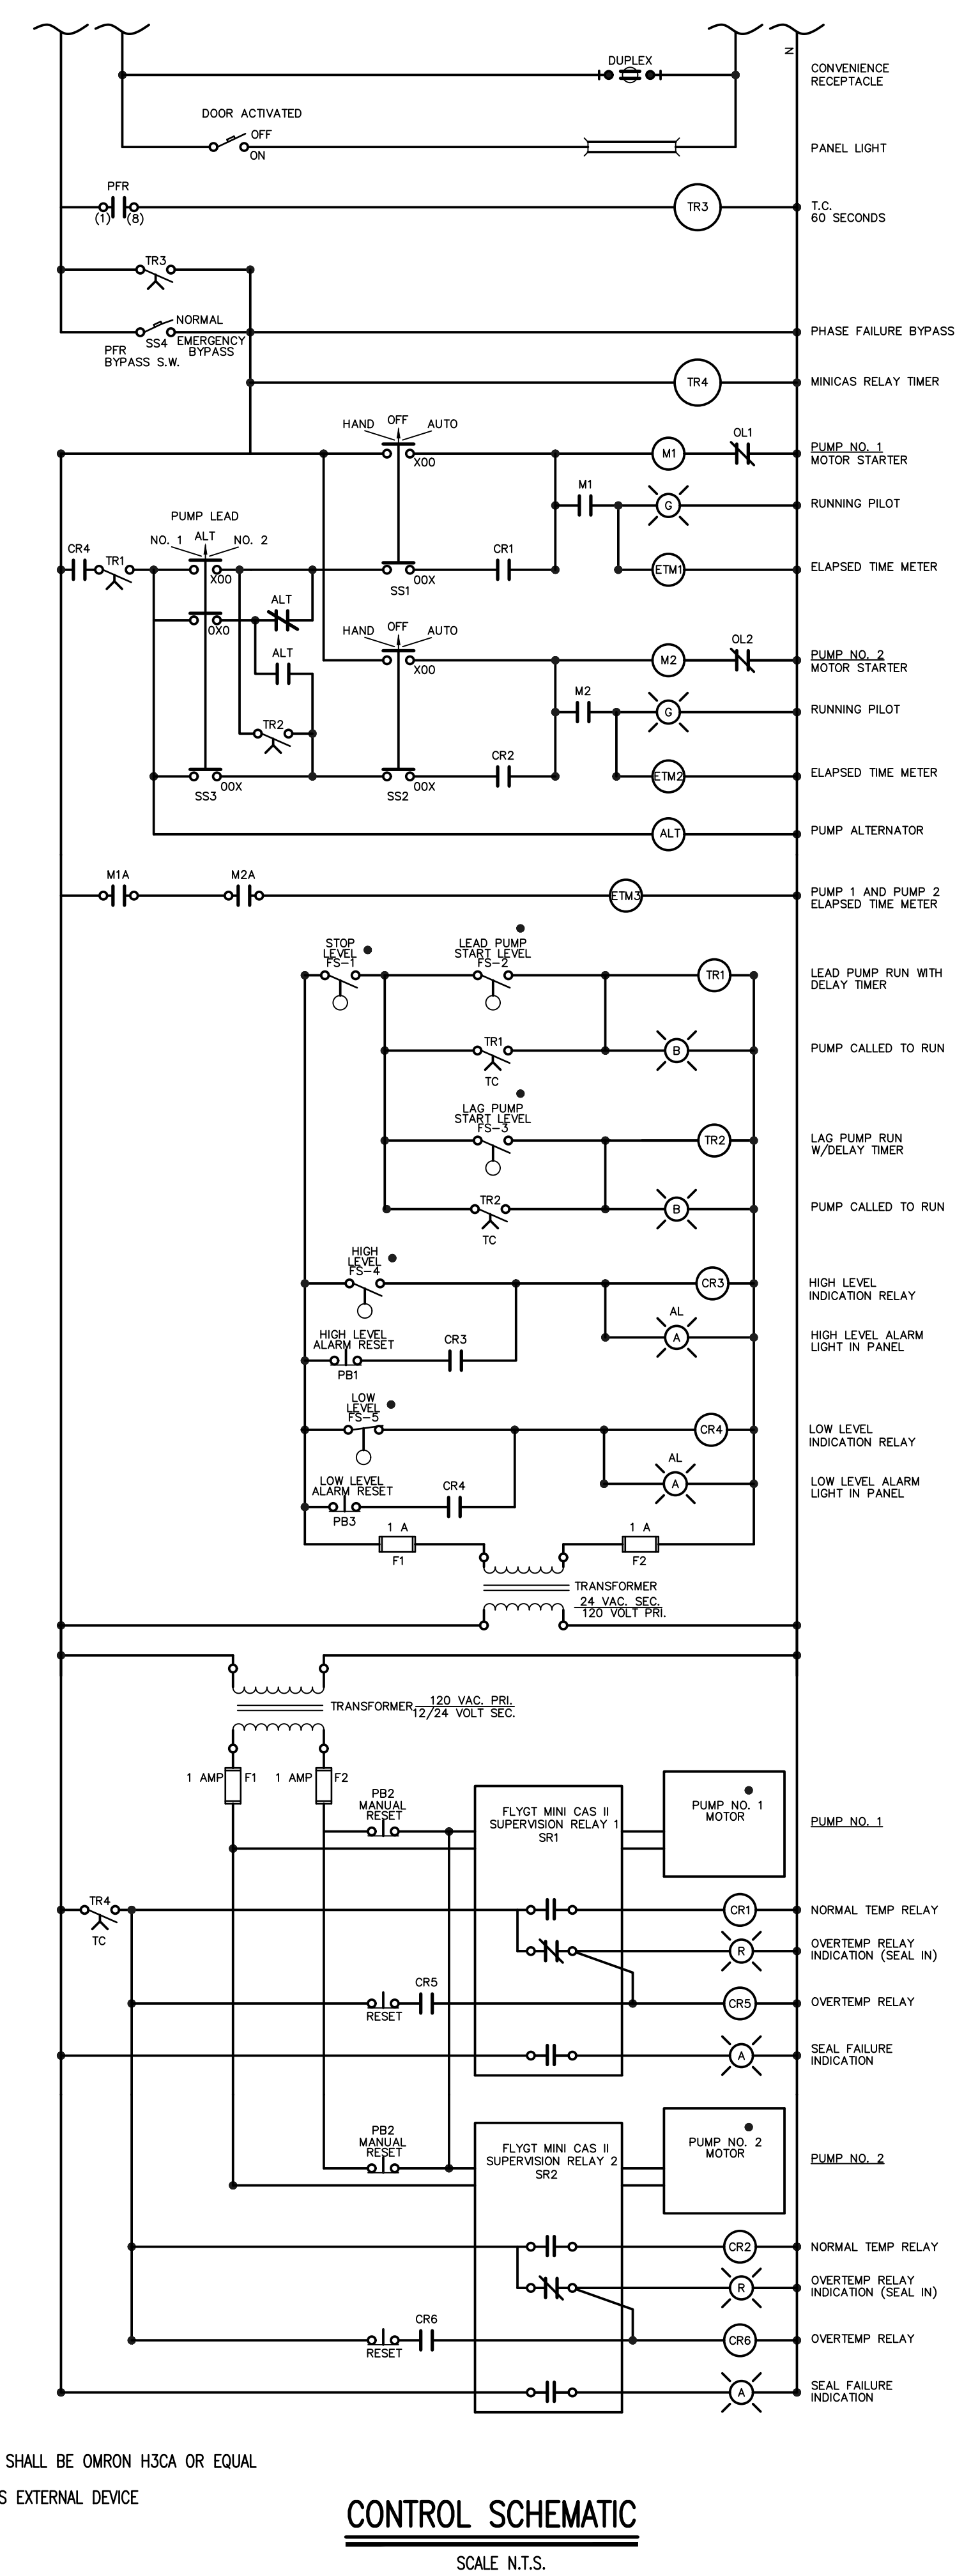 N
DUPLEX
CONVENIENCE
RECEPTACLE
DOOR ACTIVATED
OFF
ON
PANEL LIGHT
PFR
(1) (8)
TR3
T.C.
60 SECONDS
TR3
NORMAL
SS4 EMERGENCY
BYPASS
PFR
BYPASS S.W.
PHASE FAILURE BYPASS
TR4
MINICAS RELAY TIMER
HAND OFF AUTO
X00
M1
OL1
PUMP NO. 1
MOTOR STARTER
M1
G
RUNNING PILOT
PUMP LEAD
NO. 1 ALT NO. 2
CR4
TR1
X00
00X
SS1
CR1
ETM1
ELAPSED TIME METER
0X0
ALT
ALT
HAND OFF AUTO
X00
M2
OL2
PUMP NO. 2
MOTOR STARTER
M2
G
RUNNING PILOT
TR2
00X
SS3
00X
SS2
CR2
ETM2
ELAPSED TIME METER
ALT
PUMP ALTERNATOR
M1A
M2A
ETM3
PUMP 1 AND PUMP 2
ELAPSED TIME METER
STOP
LEVEL
FS-1
LEAD PUMP
START LEVEL
FS-2
TR1
LEAD PUMP RUN WITH
DELAY TIMER
TR1
TC
B
PUMP CALLED TO RUN
LAG PUMP
START LEVEL
FS-3
TR2
LAG PUMP RUN
W/DELAY TIMER
TR2
TC
B
PUMP CALLED TO RUN
HIGH
LEVEL
FS-4
CR3
HIGH LEVEL
INDICATION RELAY
AL
A
HIGH LEVEL ALARM
LIGHT IN PANEL
HIGH LEVEL
ALARM RESET
PB1
CR3
LOW
LEVEL
FS-5
CR4
LOW LEVEL
INDICATION RELAY
AL
A
LOW LEVEL ALARM
LIGHT IN PANEL
LOW LEVEL
ALARM RESET
PB3
CR4
1 A
F1
1 A
F2
TRANSFORMER
24 VAC. SEC.
120 VOLT PRI.
TRANSFORMER 120 VAC. PRI.
12/24 VOLT SEC.
1 AMP F1
1 AMP F2
PB2
MANUAL
RESET
FLYGT MINI CAS II
SUPERVISION RELAY 1
SR1
PUMP NO. 1
MOTOR
PUMP NO. 1
TR4
TC
CR1
NORMAL TEMP RELAY
R
OVERTEMP RELAY
INDICATION (SEAL IN)
RESET
CR5
CR5
OVERTEMP RELAY
A
SEAL FAILURE
INDICATION
PB2
MANUAL
RESET
FLYGT MINI CAS II
SUPERVISION RELAY 2
SR2
PUMP NO. 2
MOTOR
PUMP NO. 2
CR2
NORMAL TEMP RELAY
R
OVERTEMP RELAY
INDICATION (SEAL IN)
RESET
CR6
CR6
OVERTEMP RELAY
A
SEAL FAILURE
INDICATION
SHALL BE OMRON H3CA OR EQUAL
S EXTERNAL DEVICE
CONTROL SCHEMATIC
SCALE N.T.S.